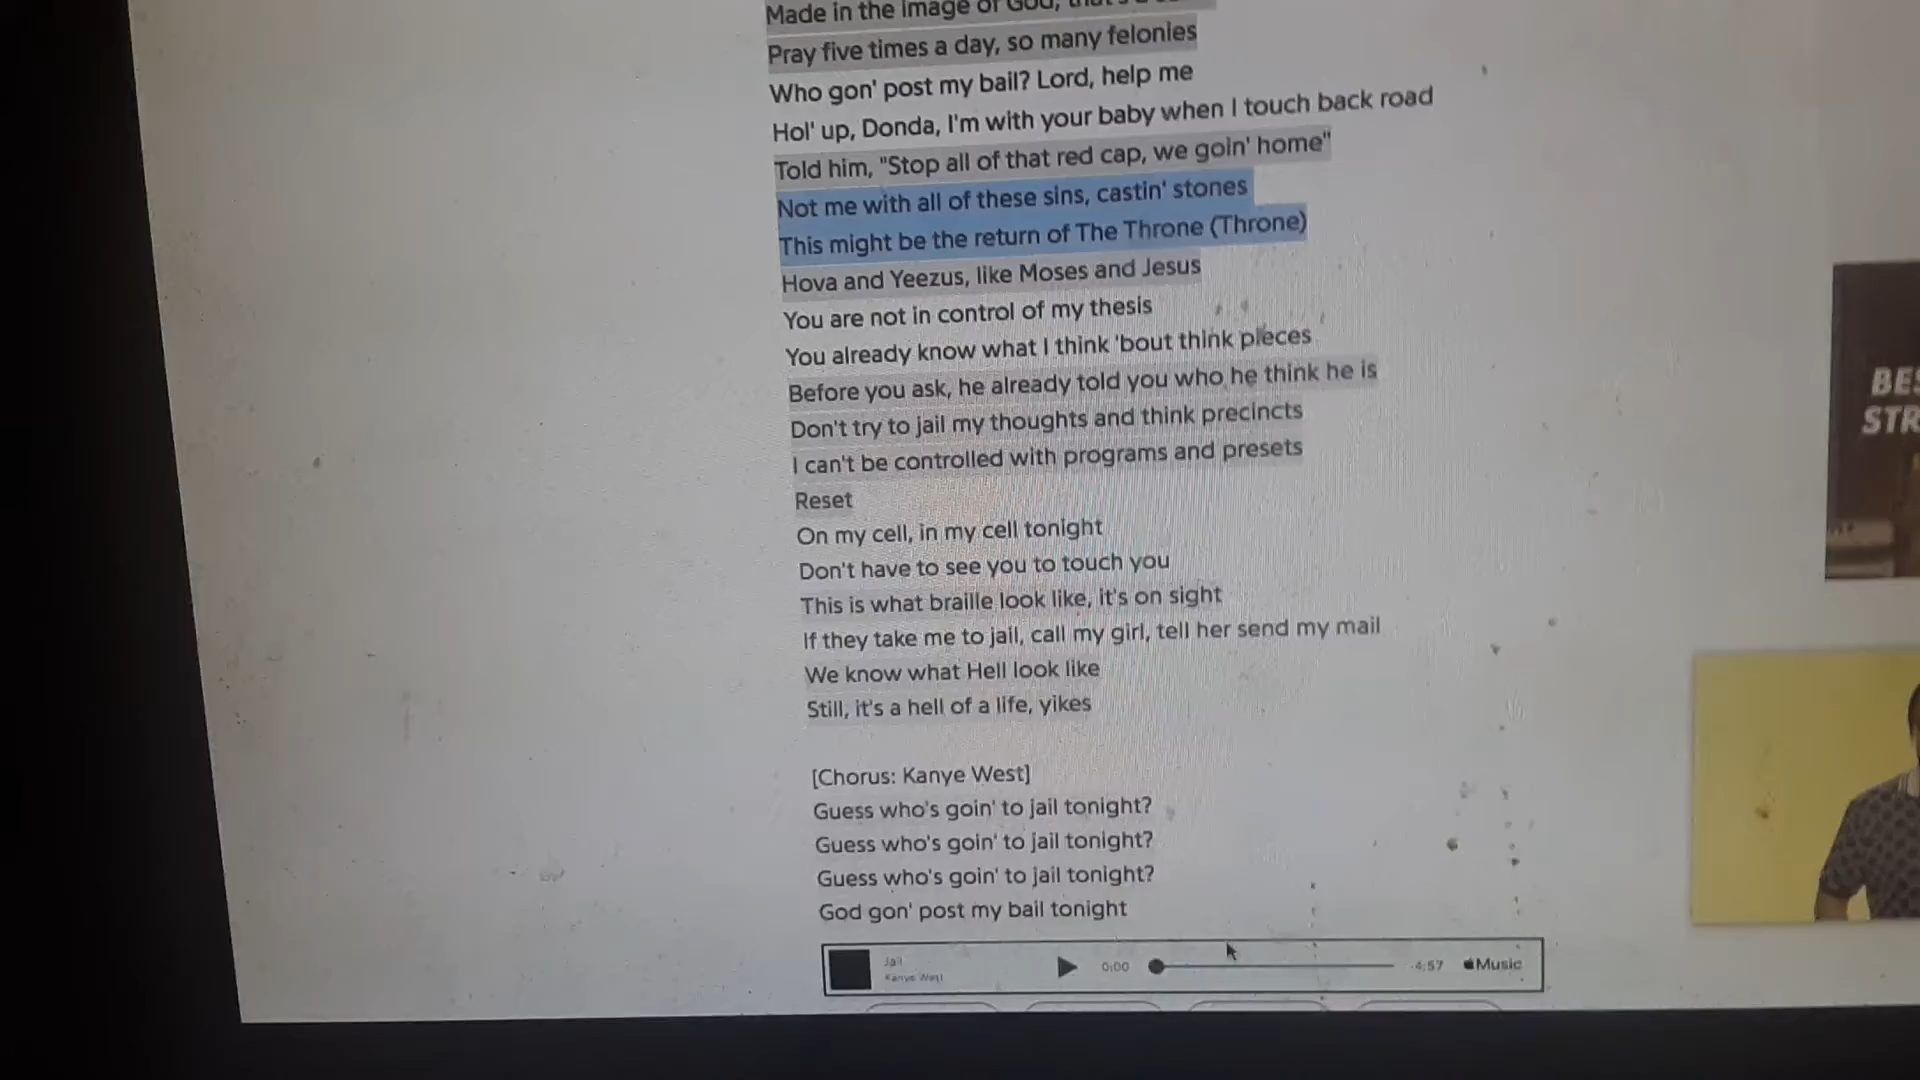 Made in the image of God,
Pray five times a day, so many felonies
Who gon' post my bail? Lord, help me
Hol' up, Donda, I'm with your baby when I touch back road
Told him, "Stop all of that red cap, we goin' home"
Not me with all of these sins, castin' stones
This might be the return of The Throne (Throne)
Hova and Yeezus, like Moses and Jesus
You are not in control of my thesis
You already know what I think 'bout think pieces
Before you ask, he already told you who he think he is
Don't try to jail my thoughts and think precincts
I can't be controlled with programs and presets
Reset
On my cell, in my cell tonight
Don't have to see you to touch you
This is what braille look like, it's on sight
If they take me to jail, call my girl, tell her send my mail
We know what Hell look like
Still, it's a hell of a life, yikes
[Chorus: Kanye West]
Guess who's goin' to jail tonight?
Guess who's goin' to jail tonight?
Guess who's goin' to jail tonight?
God gon' post my bail tonight
Jail
Kanye West
0:00
-4:57
Music